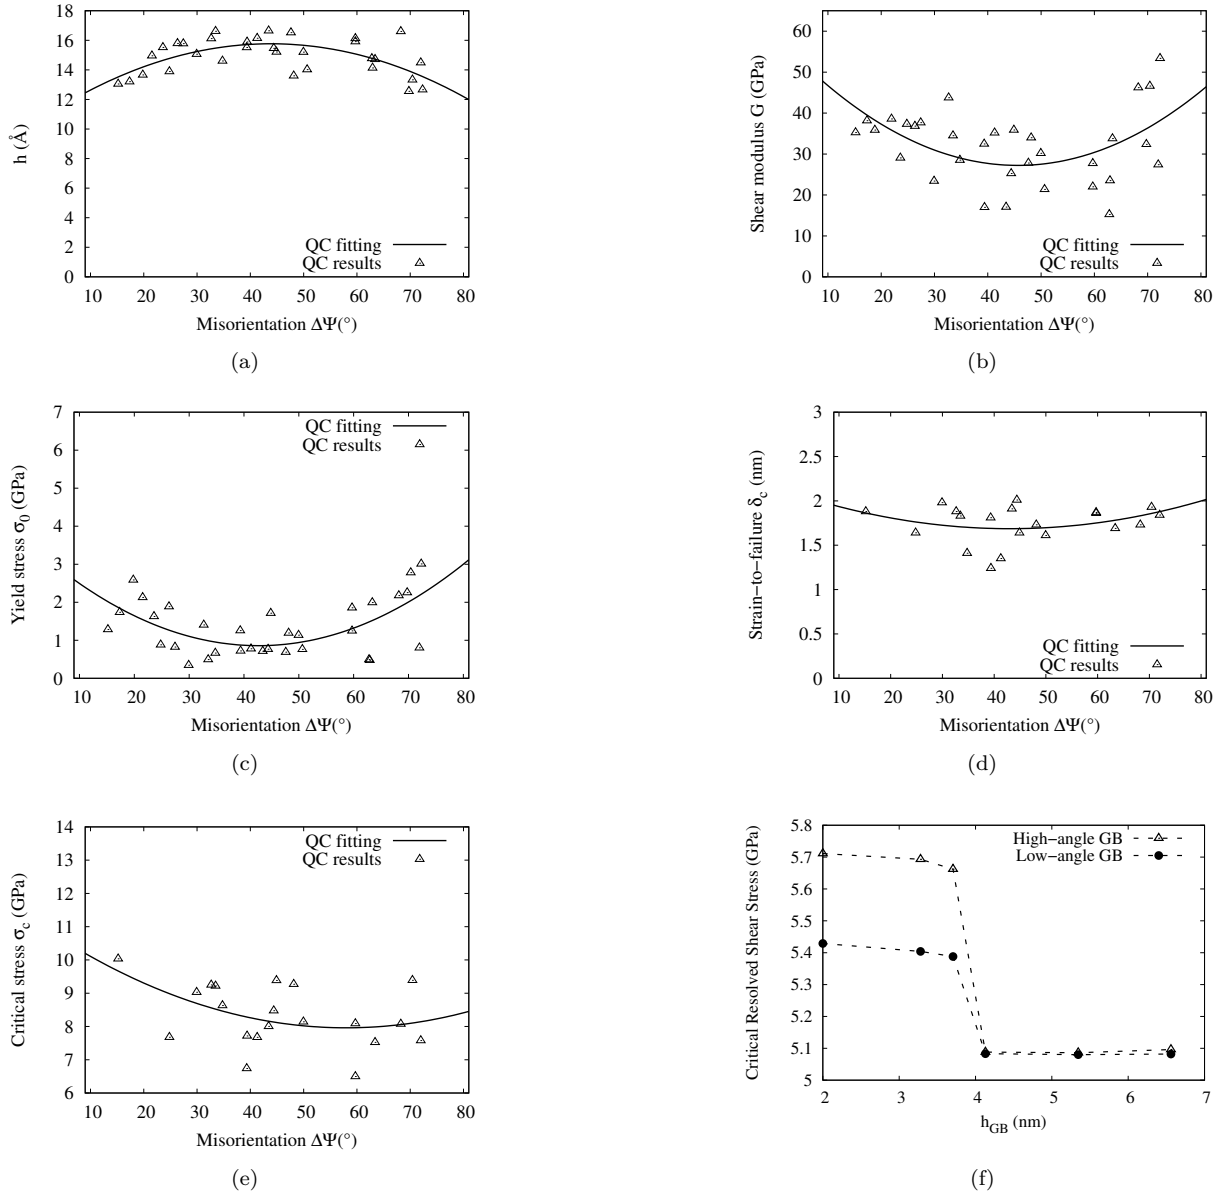 18
16
14
12
10
8
6
4
2
0
h (Å)
QC fitting
QC results
10 20 30 40 50 60 70 80
Misorientation ΔΨ(°)
(a)
60
50
40
30
20
10
0
Shear modulus G (GPa)
QC fitting
QC results
10 20 30 40 50 60 70 80
Misorientation ΔΨ(°)
(b)
7
6
5
4
3
2
1
0
Yield stress σ₀ (GPa)
QC fitting
QC results
10 20 30 40 50 60 70 80
Misorientation ΔΨ(°)
(c)
3
2.5
2
1.5
1
0.5
0
Strain−to−failure δ_c (nm)
QC fitting
QC results
10 20 30 40 50 60 70 80
Misorientation ΔΨ(°)
(d)
14
13
12
11
10
9
8
7
6
Critical stress σ_c (GPa)
QC fitting
QC results
10 20 30 40 50 60 70 80
Misorientation ΔΨ(°)
(e)
5.8
5.7
5.6
5.5
5.4
5.3
5.2
5.1
5
Critical Resolved Shear Stress (GPa)
High-angle GB
Low-angle GB
2 3 4 5 6 7
h_GB (nm)
(f)